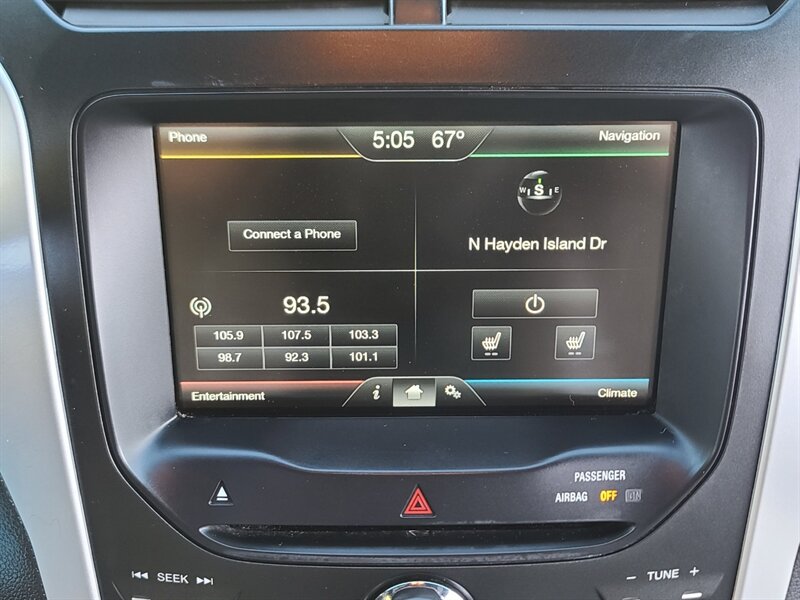 Phone 5:05 67° Navigation
W S E
Connect a Phone
N Hayden Island Dr
93.5
105.9 107.5 103.3
98.7 92.3 101.1
Entertainment i Climate
PASSENGER
AIRBAG OFF ON
SEEK
− TUNE +